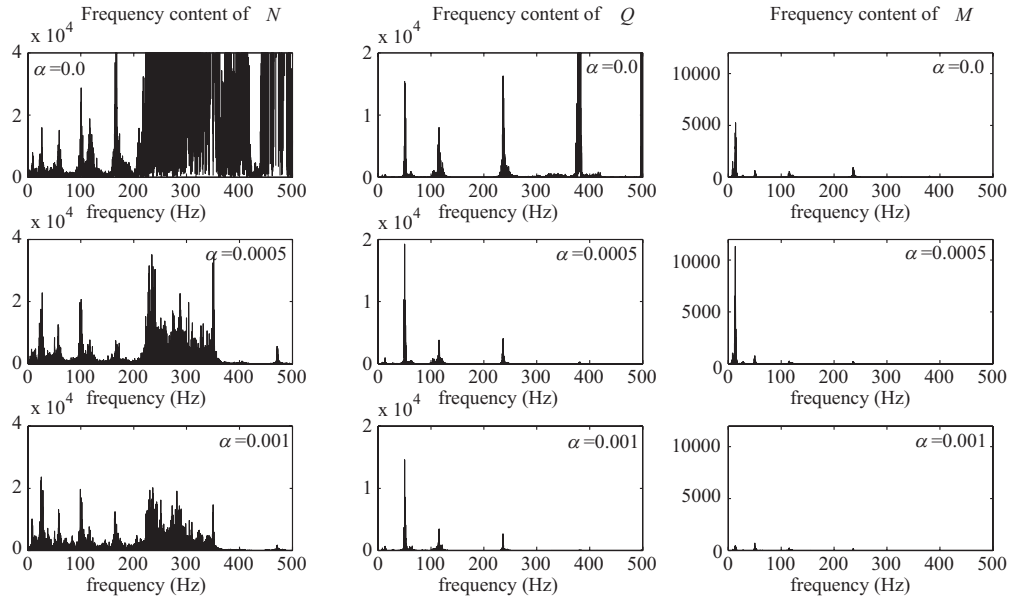 Frequency content of N
x 10^4
4
2
0
α=0.0
0 100 200 300 400 500
frequency (Hz)
Frequency content of Q
x 10^4
2
1
0
α=0.0
0 100 200 300 400 500
frequency (Hz)
Frequency content of M
10000
5000
0
α=0.0
0 100 200 300 400 500
frequency (Hz)
x 10^4
4
2
0
α=0.0005
0 100 200 300 400 500
frequency (Hz)
x 10^4
2
1
0
α=0.0005
0 100 200 300 400 500
frequency (Hz)
10000
5000
0
α=0.0005
0 100 200 300 400 500
frequency (Hz)
x 10^4
4
2
0
α=0.001
0 100 200 300 400 500
frequency (Hz)
x 10^4
2
1
0
α=0.001
0 100 200 300 400 500
frequency (Hz)
10000
5000
0
α=0.001
0 100 200 300 400 500
frequency (Hz)